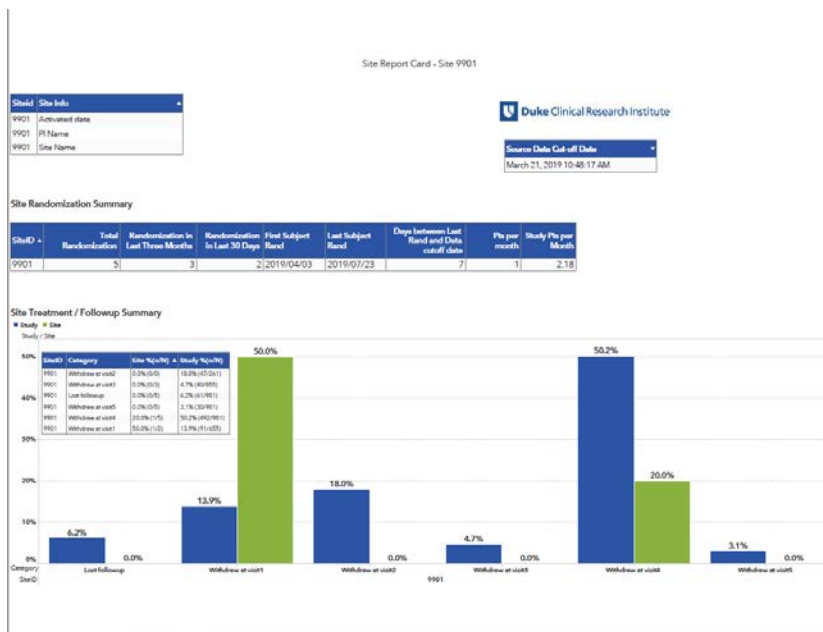 Site Report Card - Site 9901
Siteid Site Info
9901 Activated date
9901 PI Name
9901 Site Name
Duke Clinical Research Institute
Source Data Cut-off Date
March 21, 2019 10:48:17 AM
Site Randomization Summary
SiteID Total Randomization Randomization in Last Three Months Randomization in Last 30 Days First Subject Rand Last Subject Rand Days between Last Rand and Data cutoff date Pts per month Study Pts per Month
9901 5 3 2 2019/04/03 2019/07/23 7 1 2.18
Site Treatment / Followup Summary
Study Site
Study / Site
SiteID Category Site %(n/N) Study %(n/N)
9901 Withdrew at visit2 0.0% (0/0) 18.0% (47/261)
9901 Withdrew at visit3 0.0% (0/3) 4.7% (40/855)
9901 Lost followup 0.0% (0/5) 6.2% (61/981)
9901 Withdrew at visit5 0.0% (0/5) 3.1% (30/981)
9901 Withdrew at visit4 20.0% (1/5) 50.2% (492/981)
9901 Withdrew at visit1 50.0% (1/2) 13.9% (91/655)
50%
40%
30%
20%
10%
0%
6.2% 0.0%
13.9% 50.0%
18.0% 0.0%
4.7% 0.0%
50.2% 20.0%
3.1% 0.0%
Category Lost followup Withdrew at visit1 Withdrew at visit2 Withdrew at visit3 Withdrew at visit4 Withdrew at visit5
SiteID 9901